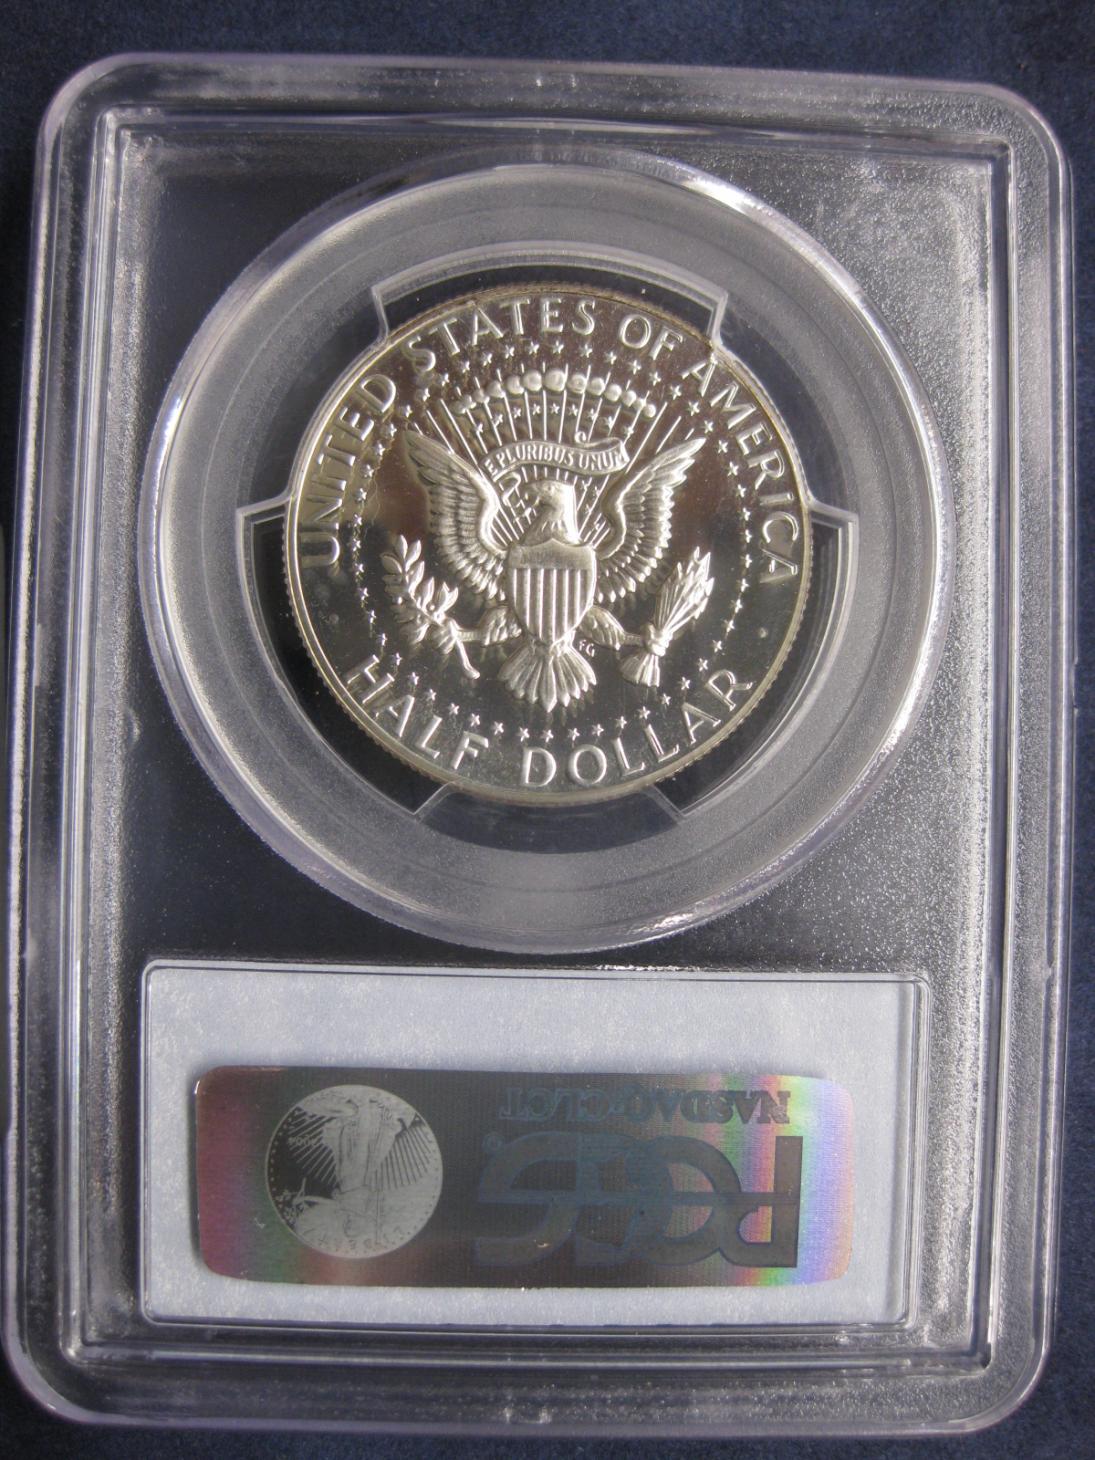 UNITED STATES OF AMERICA
E PLURIBUS UNUM
FG
HALF DOLLAR
PCGS
NASDAQ:CLCT